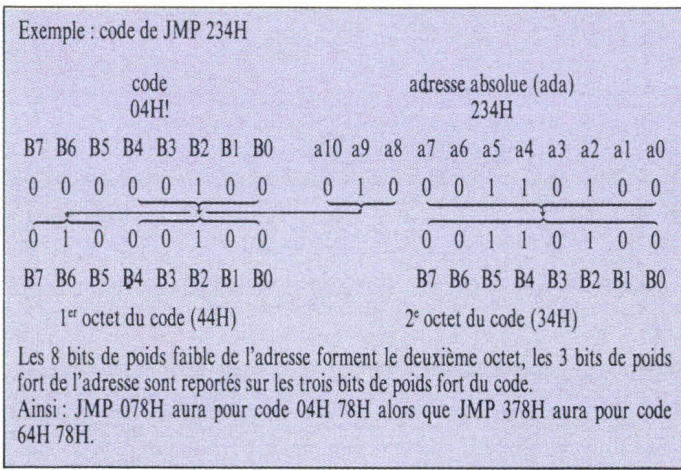 Exemple : code de JMP 234H
code adresse absolue (ada)
04H! 234H
B7 B6 B5 B4 B3 B2 B1 B0 a10 a9 a8 a7 a6 a5 a4 a3 a2 a1 a0
0 0 0 0 0 1 0 0 0 1 0 0 0 1 1 0 1 0 0
0 1 0 0 0 1 0 0 0 0 1 1 0 1 0 0
B7 B6 B5 B4 B3 B2 B1 B0 B7 B6 B5 B4 B3 B2 B1 B0
1er octet du code (44H) 2e octet du code (34H)
Les 8 bits de poids faible de l'adresse forment le deuxième octet, les 3 bits de poids
fort de l'adresse sont reportés sur les trois bits de poids fort du code.
Ainsi : JMP 078H aura pour code 04H 78H alors que JMP 378H aura pour code
64H 78H.